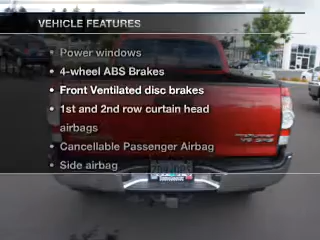 VEHICLE FEATURES
• Power windows
• 4-wheel ABS Brakes
• Front Ventilated disc brakes
• 1st and 2nd row curtain head
airbags
• Cancellable Passenger Airbag
• Side airbag